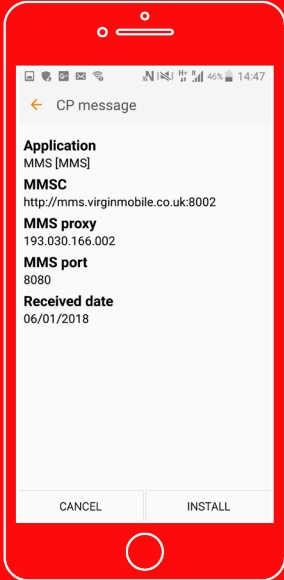 46% 14:47
CP message
Application
MMS [MMS]
MMSC
http://mms.virginmobile.co.uk:8002
MMS proxy
193.030.166.002
MMS port
8080
Received date
06/01/2018
CANCEL INSTALL